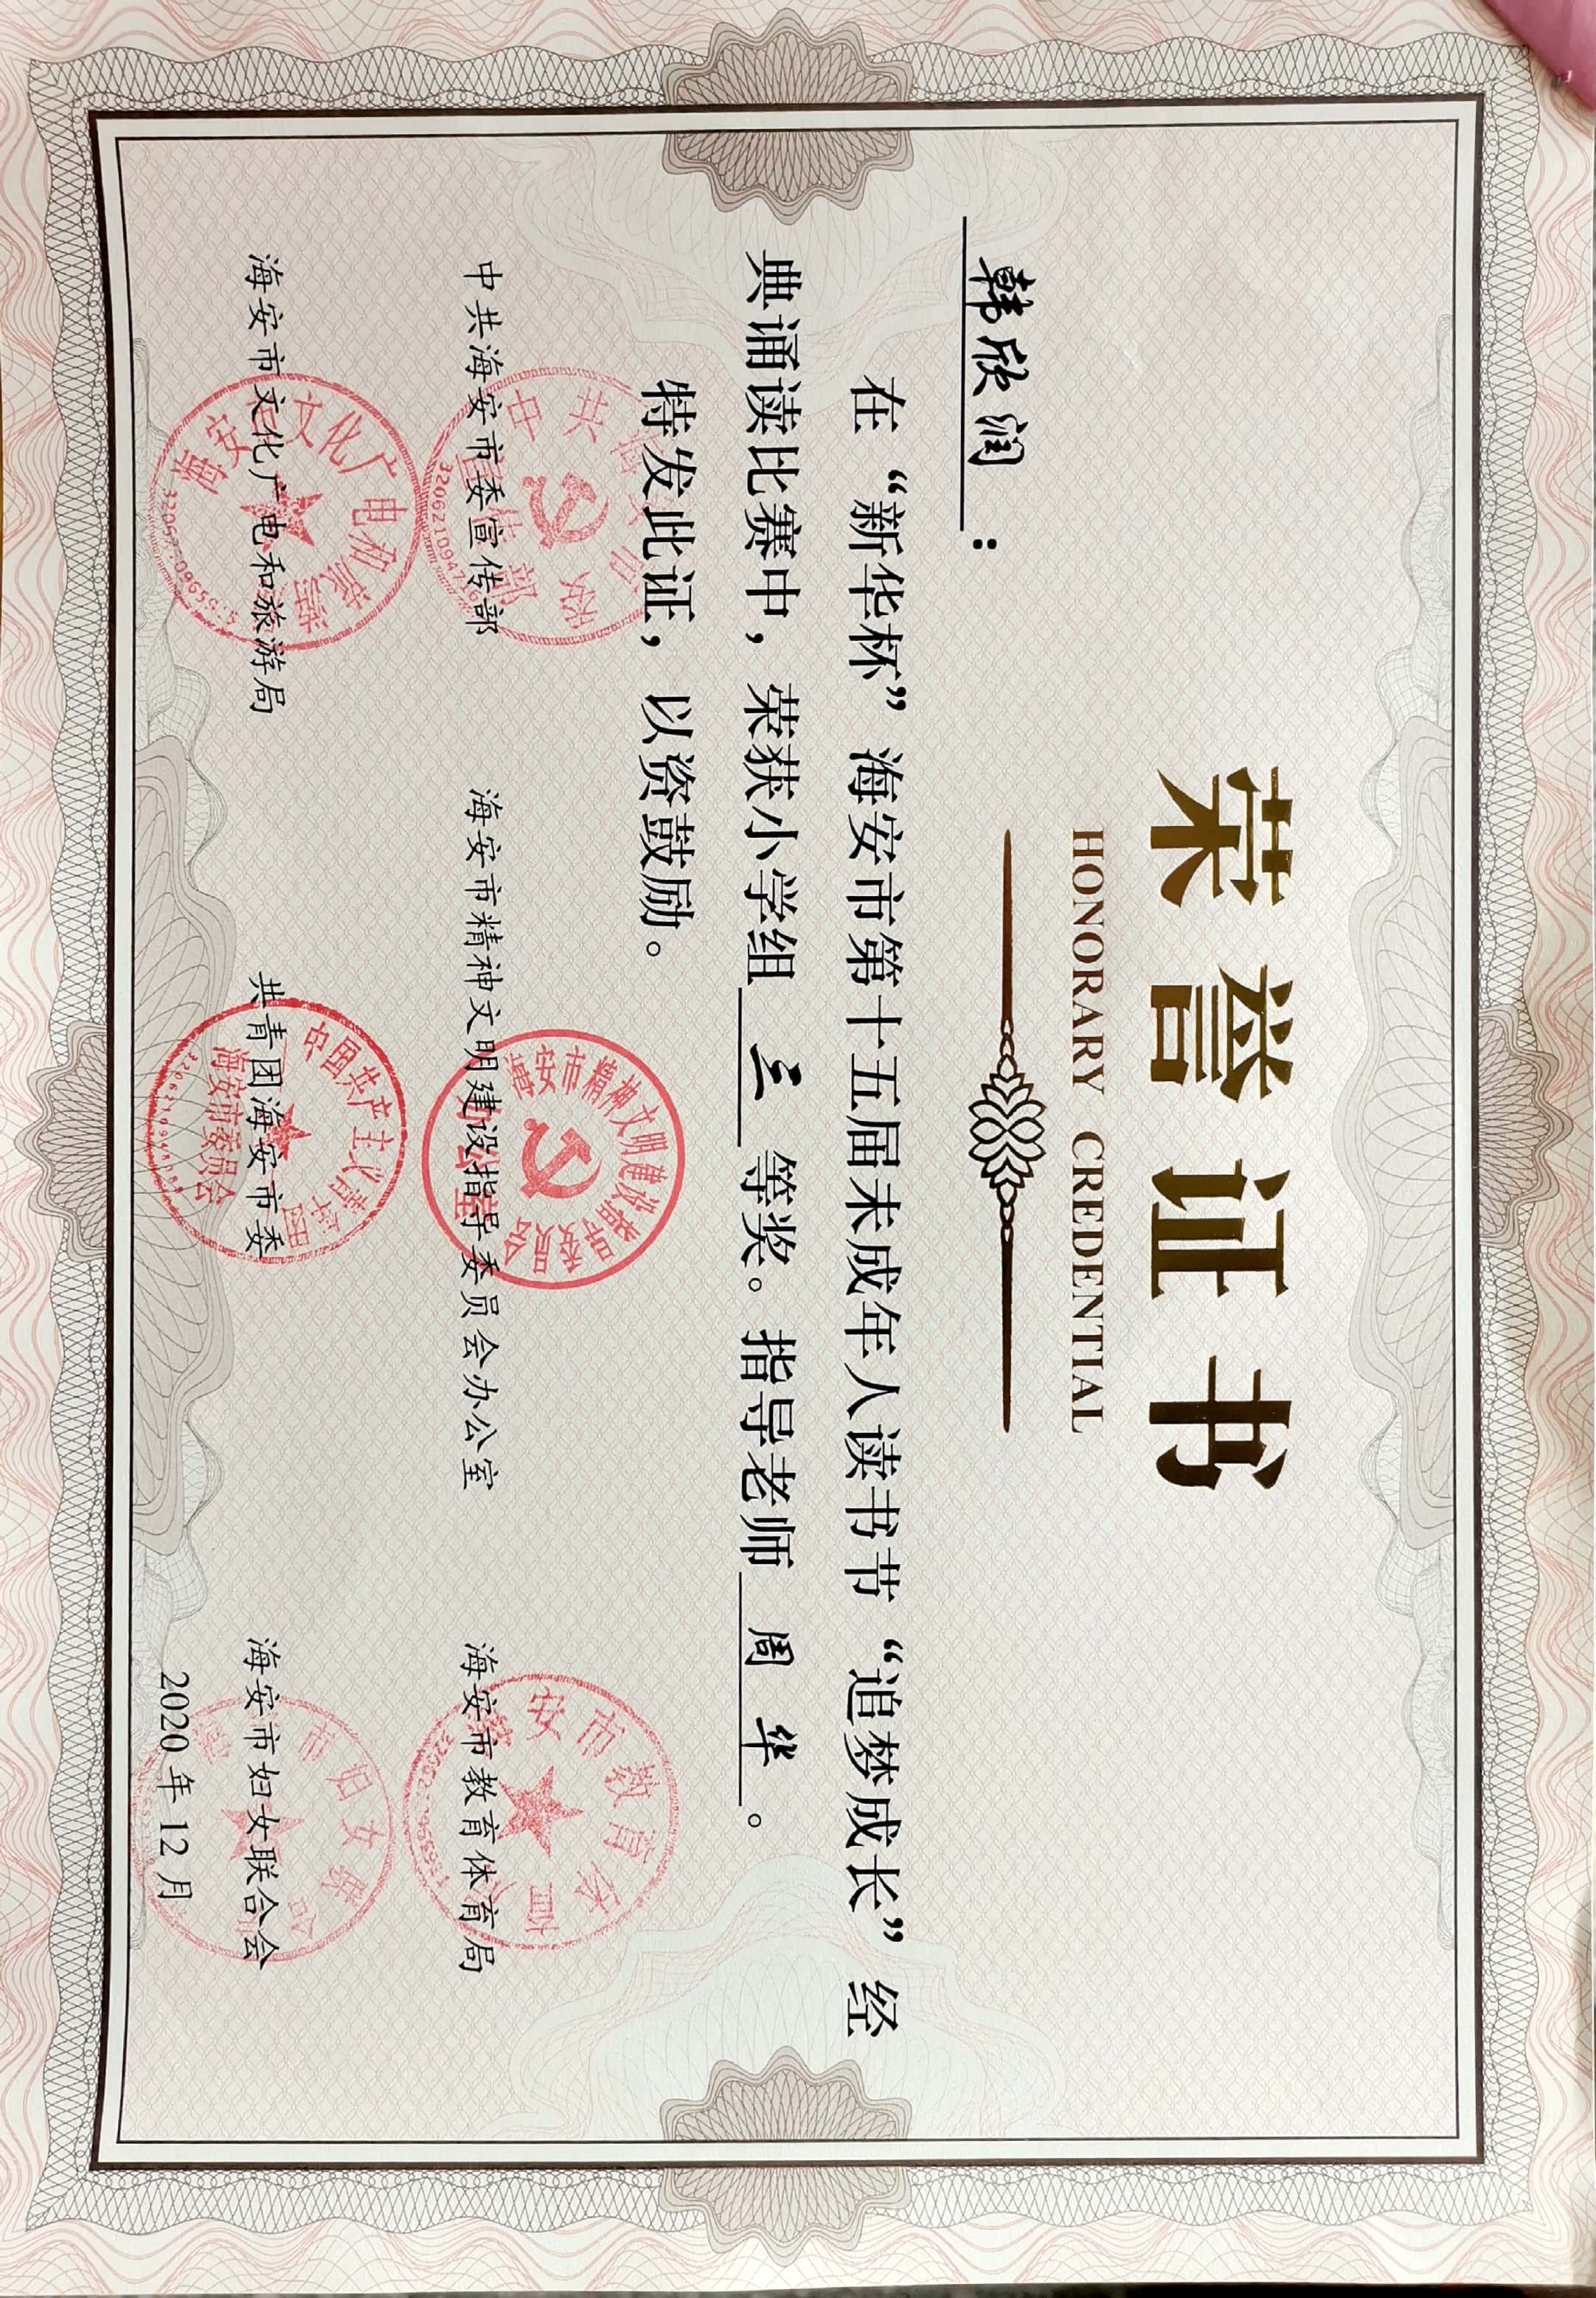 荣誉证书
HONORARY CREDENTIAL
韩欣润：
在“新华杯”海安市第十五届未成年人读书节“追梦成长”经
典诵读比赛中，荣获小学组 三 等奖。指导老师 周华 。
特发此证，以资鼓励。
中共海安市委宣传部 海安市精神文明建设指导委员会办公室 海安市教育体育局
海安市文化广电和旅游局 共青团海安市委 海安市妇女联合会
2020年12月